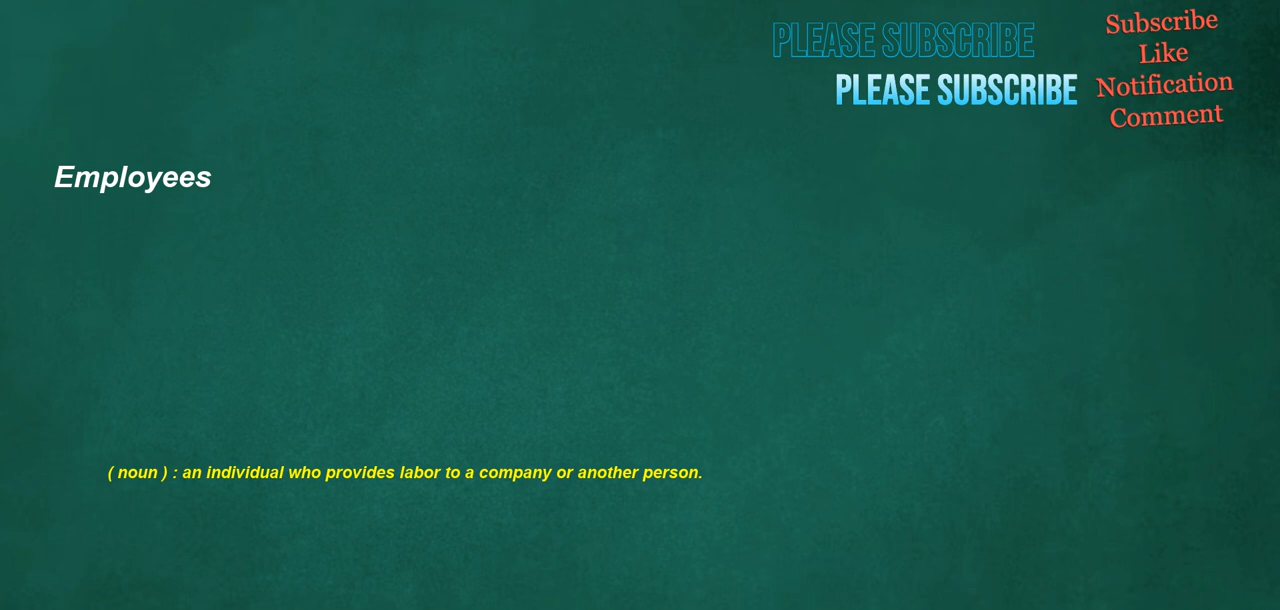 PLEASE SUBSCRIBE
PLEASE SUBSCRIBE
Subscribe
Like
Notification
Comment
Employees
( noun ) : an individual who provides labor to a company or another person.